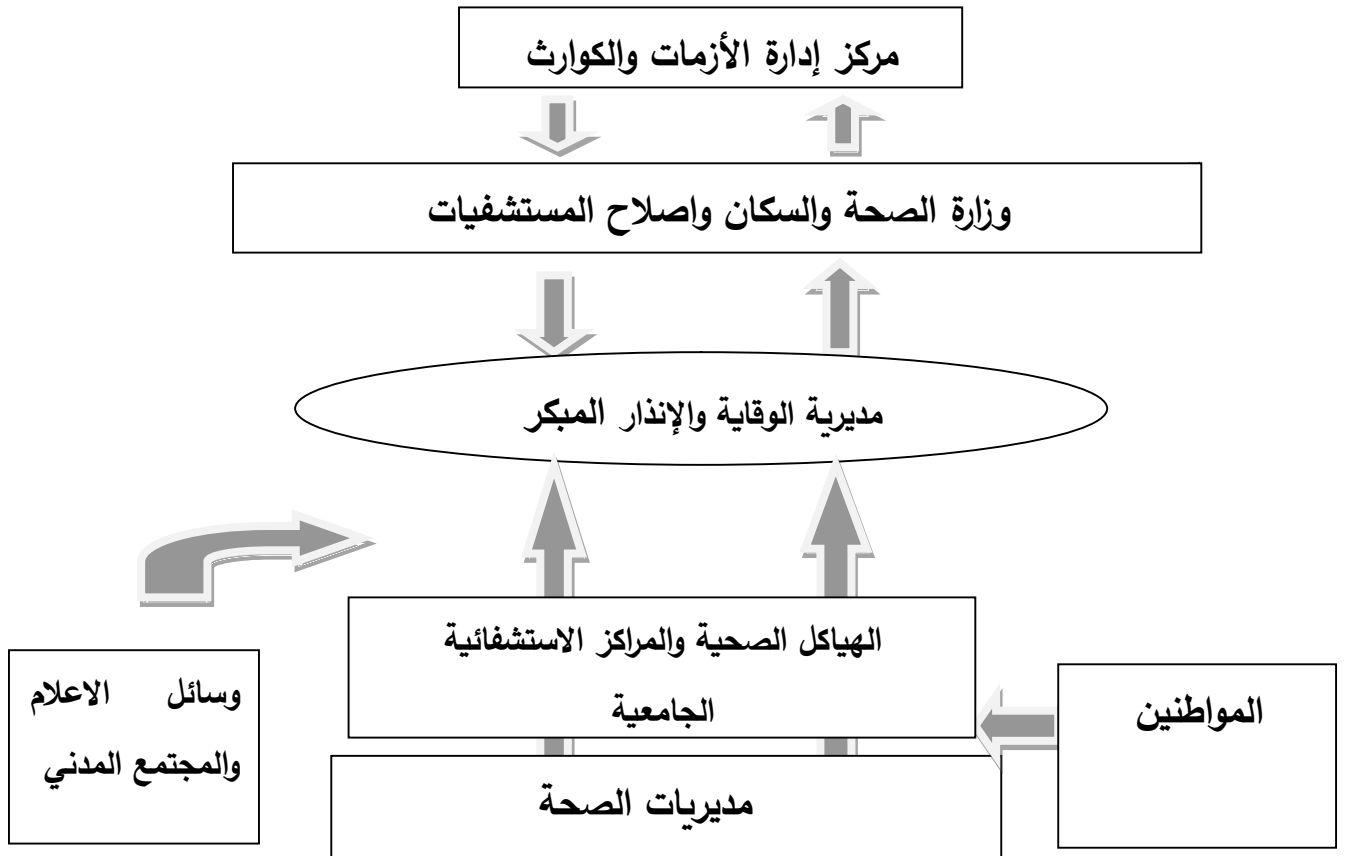 مركز إدارة الأزمات والكوارث
وزارة الصحة والسكان واصلاح المستشفيات
مديرية الوقاية والإنذار المبكر
الهياكل الصحية والمراكز الاستشفائية
الجامعية
المواطنين
وسائل الاعلام
والمجتمع المدني
مديريات الصحة